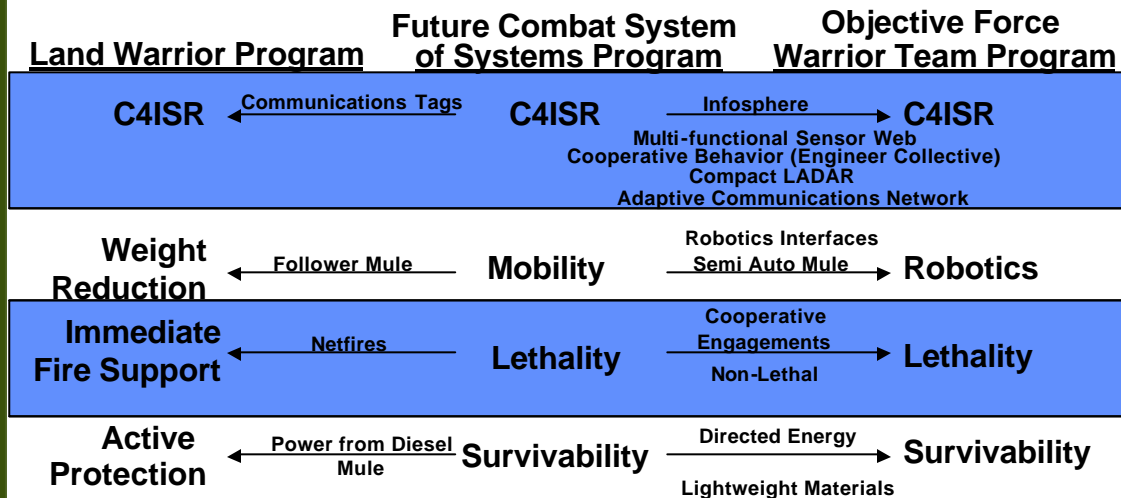 Land Warrior Program
Future Combat System
of Systems Program
Objective Force
Warrior Team Program
C4ISR
Communications Tags
C4ISR
Infosphere
C4ISR
Multi-functional Sensor Web
Cooperative Behavior (Engineer Collective)
Compact LADAR
Adaptive Communications Network
Weight
Reduction
Follower Mule
Mobility
Robotics Interfaces
Semi Auto Mule
Robotics
Immediate
Fire Support
Netfires
Lethality
Cooperative
Engagements
Non-Lethal
Lethality
Active
Protection
Power from Diesel
Mule
Survivability
Directed Energy
Lightweight Materials
Survivability